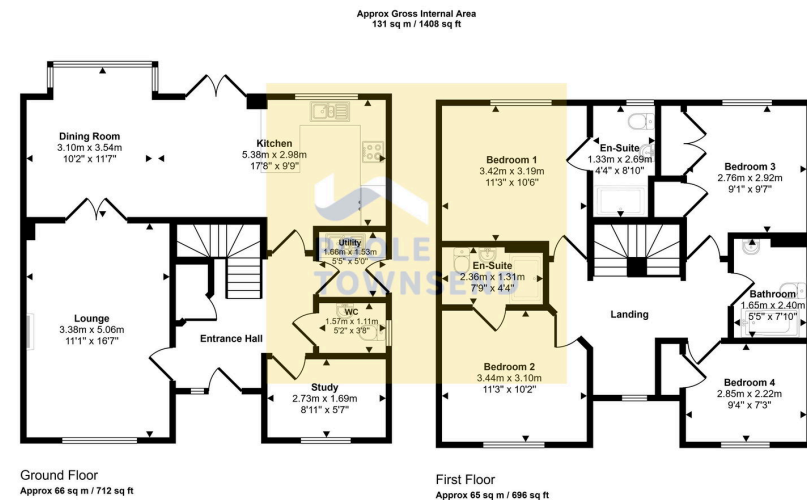 Approx Gross Internal Area
131 sq m / 1408 sq ft
Dining Room
3.10m x 3.54m
10'2" x 11'7"
Kitchen
5.38m x 2.98m
17'8" x 9'9"
Utility
1.66m x 1.53m
5'5" x 5'0"
Lounge
3.38m x 5.06m
11'1" x 16'7"
Entrance Hall
WC
1.57m x 1.11m
5'2" x 3'8"
Study
2.73m x 1.69m
8'11" x 5'7"
Ground Floor
Approx 66 sq m / 712 sq ft
Bedroom 1
3.42m x 3.19m
11'3" x 10'6"
En-Suite
1.33m x 2.69m
4'4" x 8'10"
Bedroom 3
2.76m x 2.92m
9'1" x 9'7"
En-Suite
2.36m x 1.31m
7'9" x 4'4"
Landing
Bathroom
1.65m x 2.40m
5'5" x 7'10"
Bedroom 2
3.44m x 3.10m
11'3" x 10'2"
Bedroom 4
2.85m x 2.22m
9'4" x 7'3"
First Floor
Approx 65 sq m / 696 sq ft
POOLE
TOWNSEND